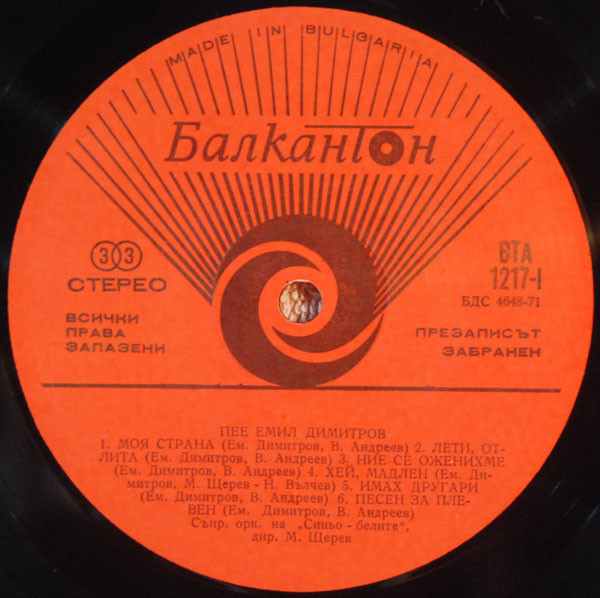 MADE IN BULGARIA
Балкантон
33
СТЕРЕО
ВСИЧКИ
ПРАВА
ЗАПАЗЕНИ
ВТА
1217-I
БДС 4648-71
ПРЕЗАПИСЪТ
ЗАБРАНЕН
ПЕЕ ЕМИЛ ДИМИТРОВ
1. МОЯ СТРАНА (Ем. Димитров, В. Андреев) 2. ЛЕТИ, ОТ-
ЛИТА (Ем. Димитров, В. Андреев) 3. НИЕ СЕ ОЖЕНИХМЕ
(Ем. Димитров, В. Андреев) 4. ХЕЙ, МАДЛЕН (Ем. Ди-
митров, М. Щерев - Н. Вълчев) 5. ИМАХ ДРУГАРИ
(Ем. Димитров, В. Андреев) 6. ПЕСЕН ЗА ПЛЕ-
ВЕН (Ем. Димитров, В. Андреев)
Съпр. орк. на „Синьо - белите",
дир. М. Щерев